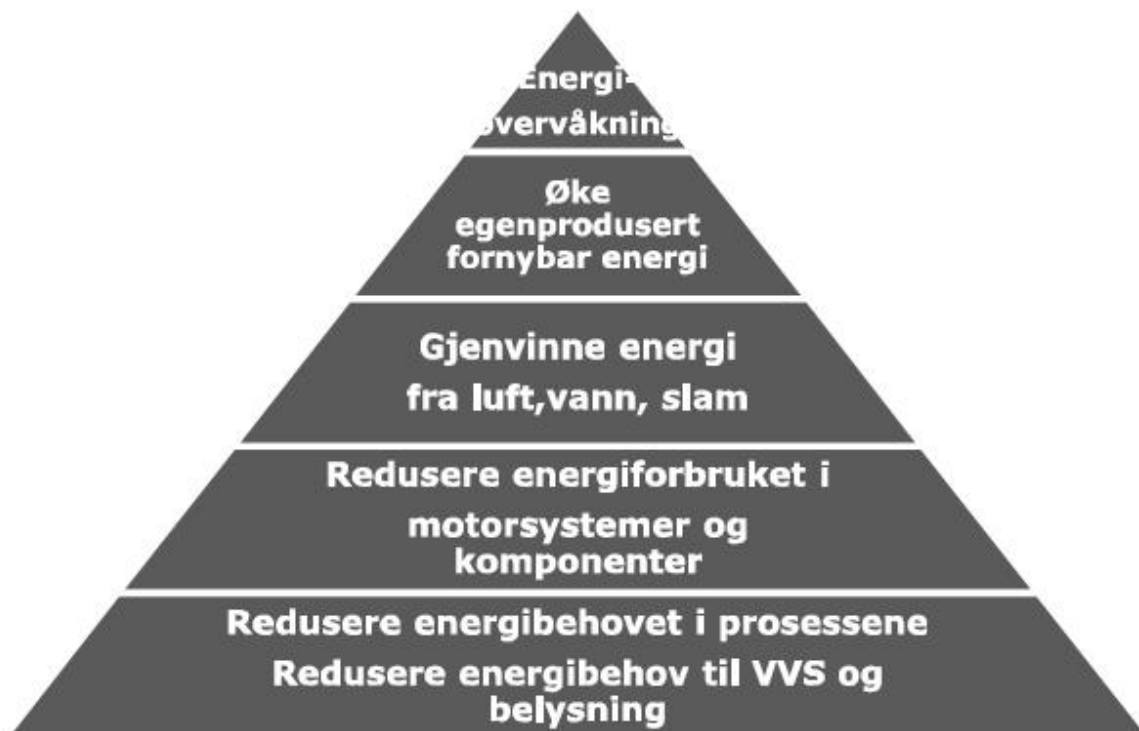 Energi-
overvåkning
Øke
egenprodusert
fornybar energi
Gjenvinne energi
fra luft,vann, slam
Redusere energiforbruket i
motorsystemer og
komponenter
Redusere energibehovet i prosessene
Redusere energibehov til VVS og
belysning